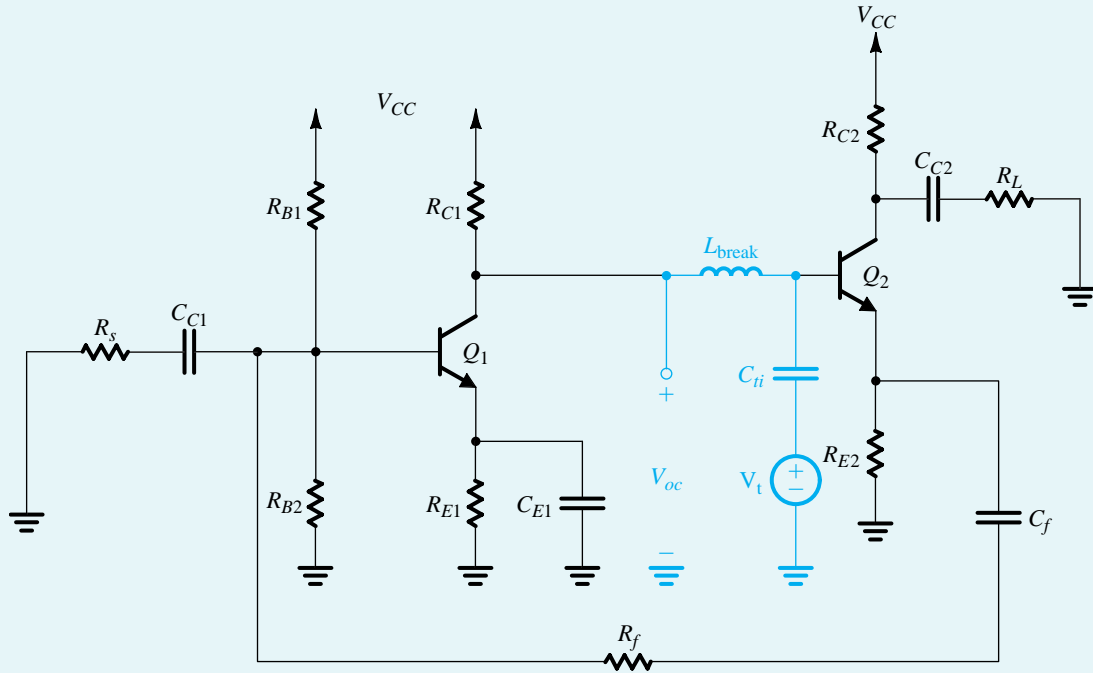 V_CC
V_CC
R_C2
C_C2
R_L
R_B1
R_C1
L_break
Q_2
C_C1
R_s
Q_1
C_ti
+
R_E2
V_oc
V_t
+
−
R_B2
R_E1
C_E1
C_f
−
R_f